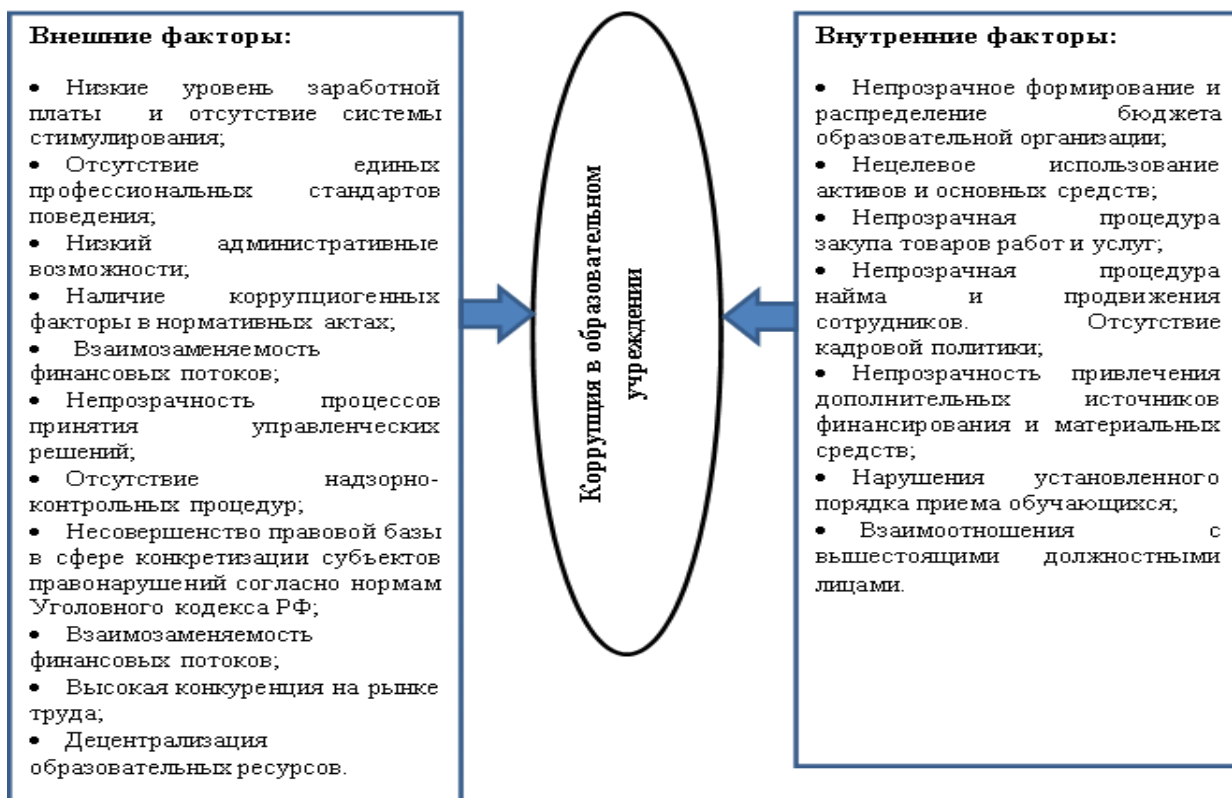 Внешние факторы:
• Низкие уровень заработной
платы и отсутствие системы
стимулирования;
• Отсутствие единых
профессиональных стандартов
поведения;
• Низкий административные
возможности;
• Наличие коррупциогенных
факторы в нормативных актах;
• Взаимозаменяемость
финансовых потоков;
• Непрозрачность процессов
принятия управленческих
решений;
• Отсутствие надзорно-
контрольных процедур;
• Несовершенство правовой базы
в сфере конкретизации субъектов
правонарушений согласно нормам
Уголовного кодекса РФ;
• Взаимозаменяемость
финансовых потоков;
• Высокая конкуренция на рынке
труда;
• Децентрализация
образовательных ресурсов.
Коррупция в образовательном
учреждении
Внутренние факторы:
• Непрозрачное формирование и
распределение бюджета
образовательной организации;
• Нецелевое использование
активов и основных средств;
• Непрозрачная процедура
закупа товаров работ и услуг;
• Непрозрачная процедура
найма и продвижения
сотрудников. Отсутствие
кадровой политики;
• Непрозрачность привлечения
дополнительных источников
финансирования и материальных
средств;
• Нарушения установленного
порядка приема обучающихся;
• Взаимоотношения с
вышестоящими должностными
лицами.